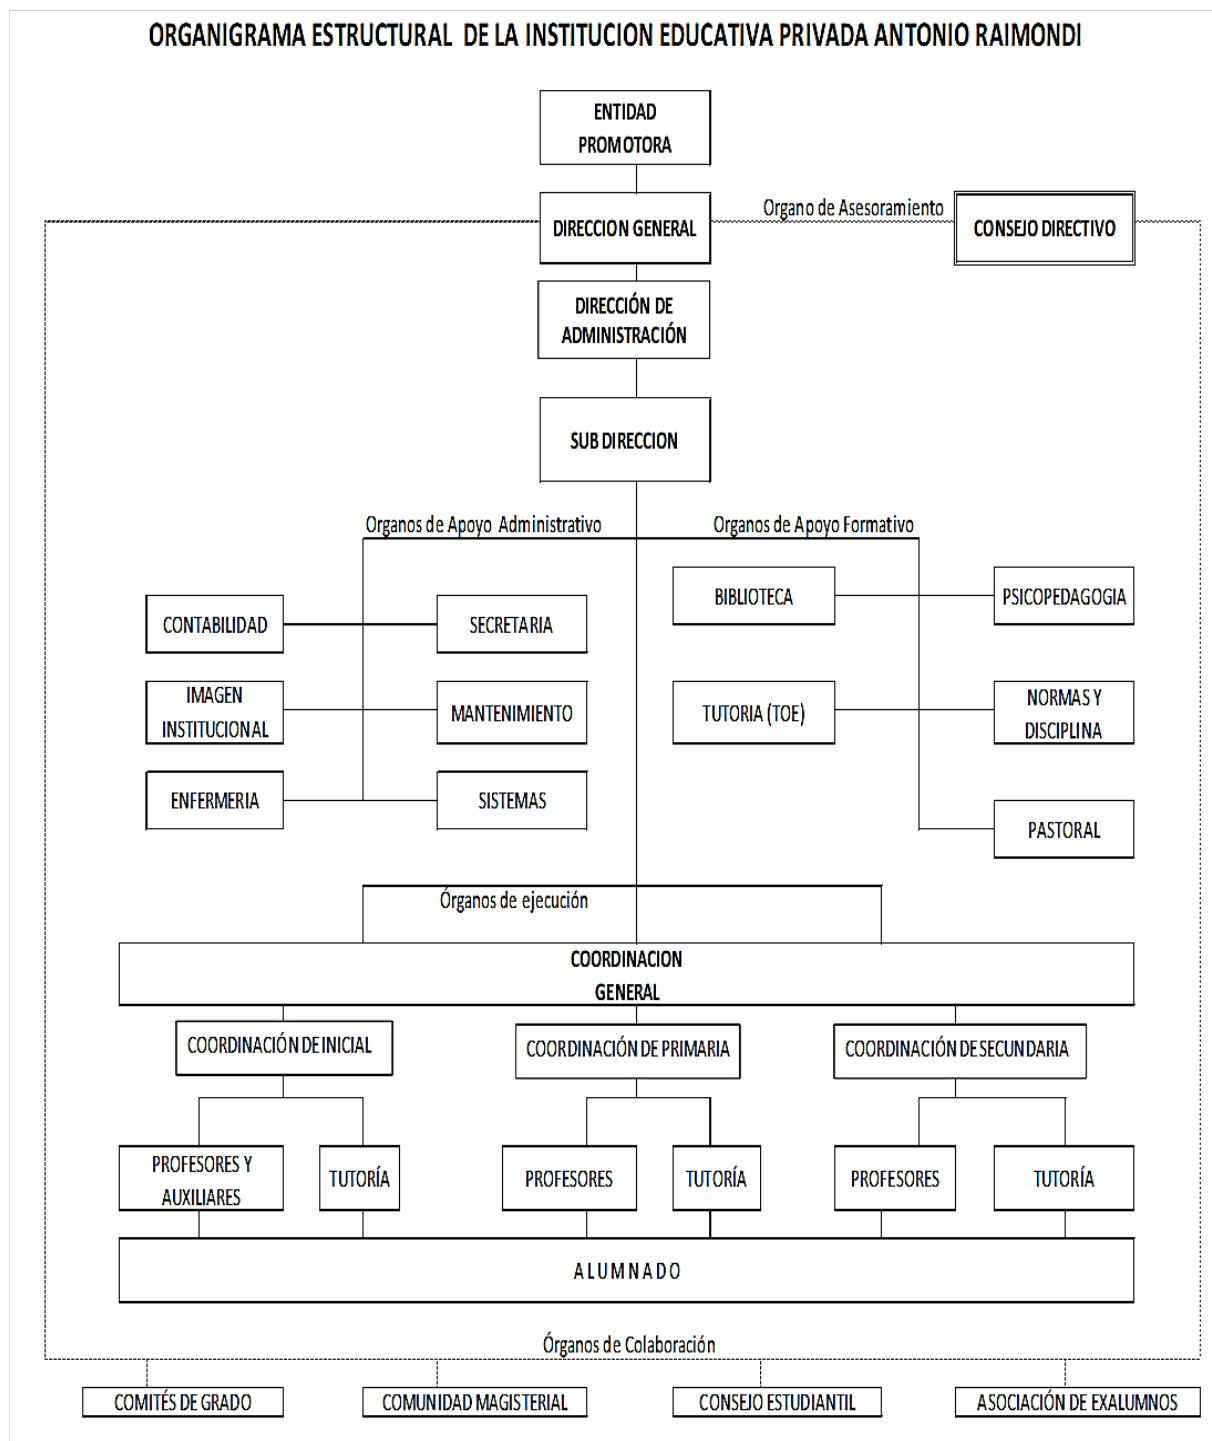 ORGANIGRAMA ESTRUCTURAL DE LA INSTITUCION EDUCATIVA PRIVADA ANTONIO RAIMONDI
ENTIDAD
PROMOTORA
DIRECCION GENERAL
Organo de Asesoramiento
CONSEJO DIRECTIVO
DIRECCIÓN DE
ADMINISTRACIÓN
SUB DIRECCION
Organos de Apoyo Administrativo
Organos de Apoyo Formativo
CONTABILIDAD
SECRETARIA
BIBLIOTECA
PSICOPEDAGOGIA
IMAGEN
INSTITUCIONAL
MANTENIMIENTO
TUTORIA (TOE)
NORMAS Y
DISCIPLINA
ENFERMERIA
SISTEMAS
PASTORAL
Órganos de ejecución
COORDINACION
GENERAL
COORDINACIÓN DE INICIAL
COORDINACIÓN DE PRIMARIA
COORDINACIÓN DE SECUNDARIA
PROFESORES Y
AUXILIARES
TUTORÍA
PROFESORES
TUTORÍA
PROFESORES
TUTORÍA
ALUMNADO
Órganos de Colaboración
COMITÉS DE GRADO
COMUNIDAD MAGISTERIAL
CONSEJO ESTUDIANTIL
ASOCIACIÓN DE EXALUMNOS